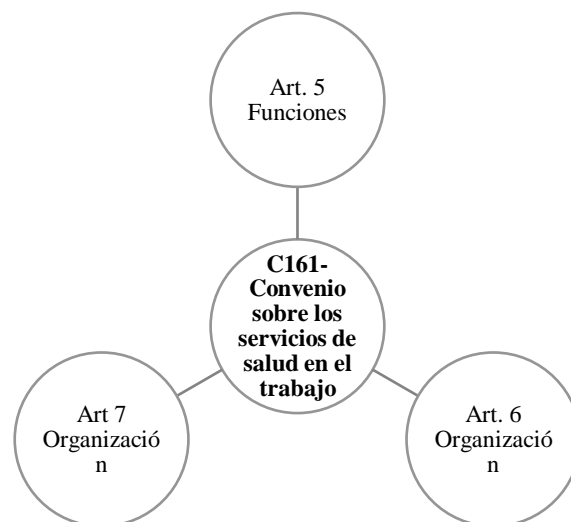 Art. 5
Funciones
C161-
Convenio
sobre los
servicios de
salud en el
trabajo
Art 7
Organizació
n
Art. 6
Organizació
n